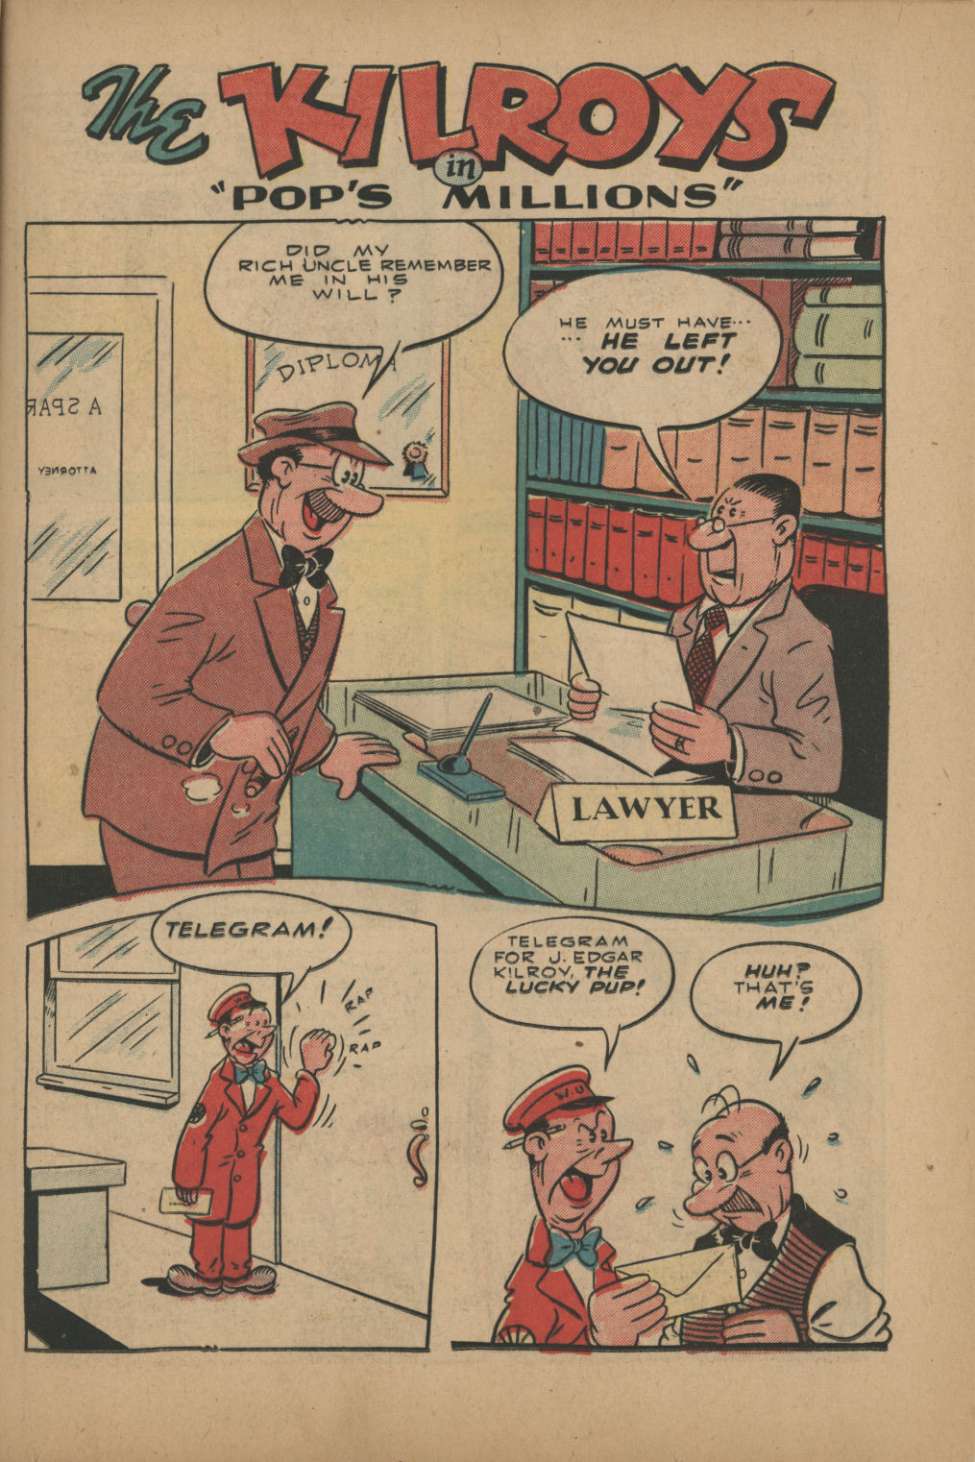 The KILROYS
in
"POP'S MILLIONS"
DID MY
RICH UNCLE REMEMBER
ME IN HIS
WILL?
HE MUST HAVE...
... HE LEFT
YOU OUT!
DIPLOMA
A SPAR
ATTORNEY
LAWYER
TELEGRAM!
RAP
RAP
TELEGRAM
FOR J. EDGAR
KILROY, THE
LUCKY PUP!
HUH?
THAT'S
ME!
W.U